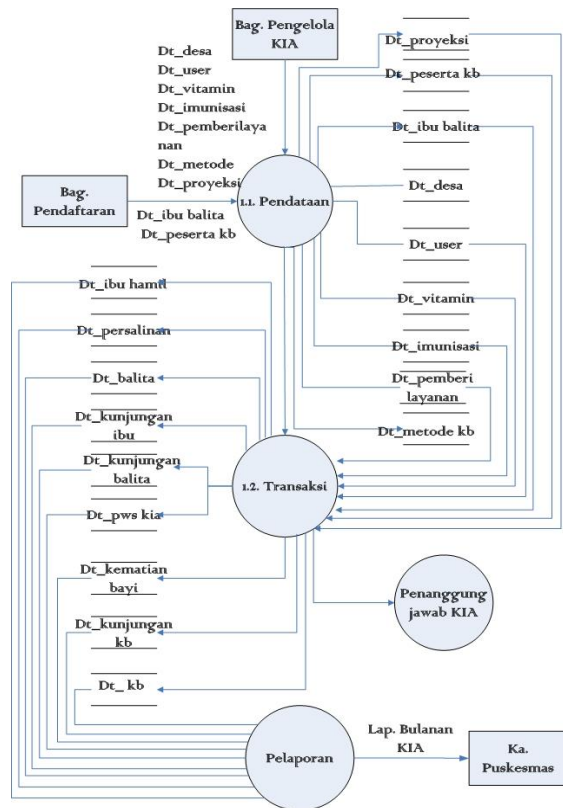 Bag. Pengelola
KIA
Dt_desa
Dt_user
Dt_vitamin
Dt_imunisasi
Dt_pemberilaya
nan
Dt_metode
Dt_proyeksi
Bag.
Pendaftaran
Dt_ibu balita
Dt_peserta kb
1.1. Pendataan
Dt_proyeksi
Dt_peserta kb
Dt_ibu balita
Dt_desa
Dt_user
Dt_vitamin
Dt_imunisasi
Dt_pemberi
layanan
Dt_metode kb
Dt_ibu hamil
Dt_persalinan
Dt_balita
Dt_kunjungan
ibu
Dt_kunjungan
balita
Dt_pws kia
Dt_kematian
bayi
Dt_kunjungan
kb
Dt_ kb
1.2. Transaksi
Penanggung
jawab KIA
Pelaporan
Lap. Bulanan
KIA
Ka.
Puskesmas